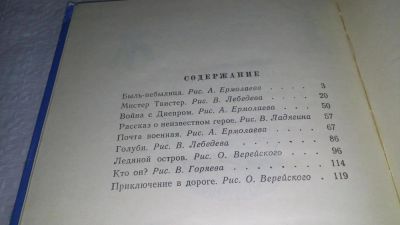 СОДЕРЖАНИЕ
Быль-небылица. Рис. А. Ермолаева . . . . 3
Мистер Твистер. Рис. В. Лебедева . . . . 20
Война с Днепром. Рис. А. Ермолаева . . . . 50
Рассказ о неизвестном герое. Рис. В. Ладягина . 57
Почта военная. Рис. А. Ермолаева . . . . 67
Голуби. Рис. В. Лебедева . . . . . 86
Ледяной остров. Рис. О. Верейского . . . . 96
Кто он? Рис. В. Горяева . . . . . 114
Приключение в дороге. Рис. О. Верейского . . . 119